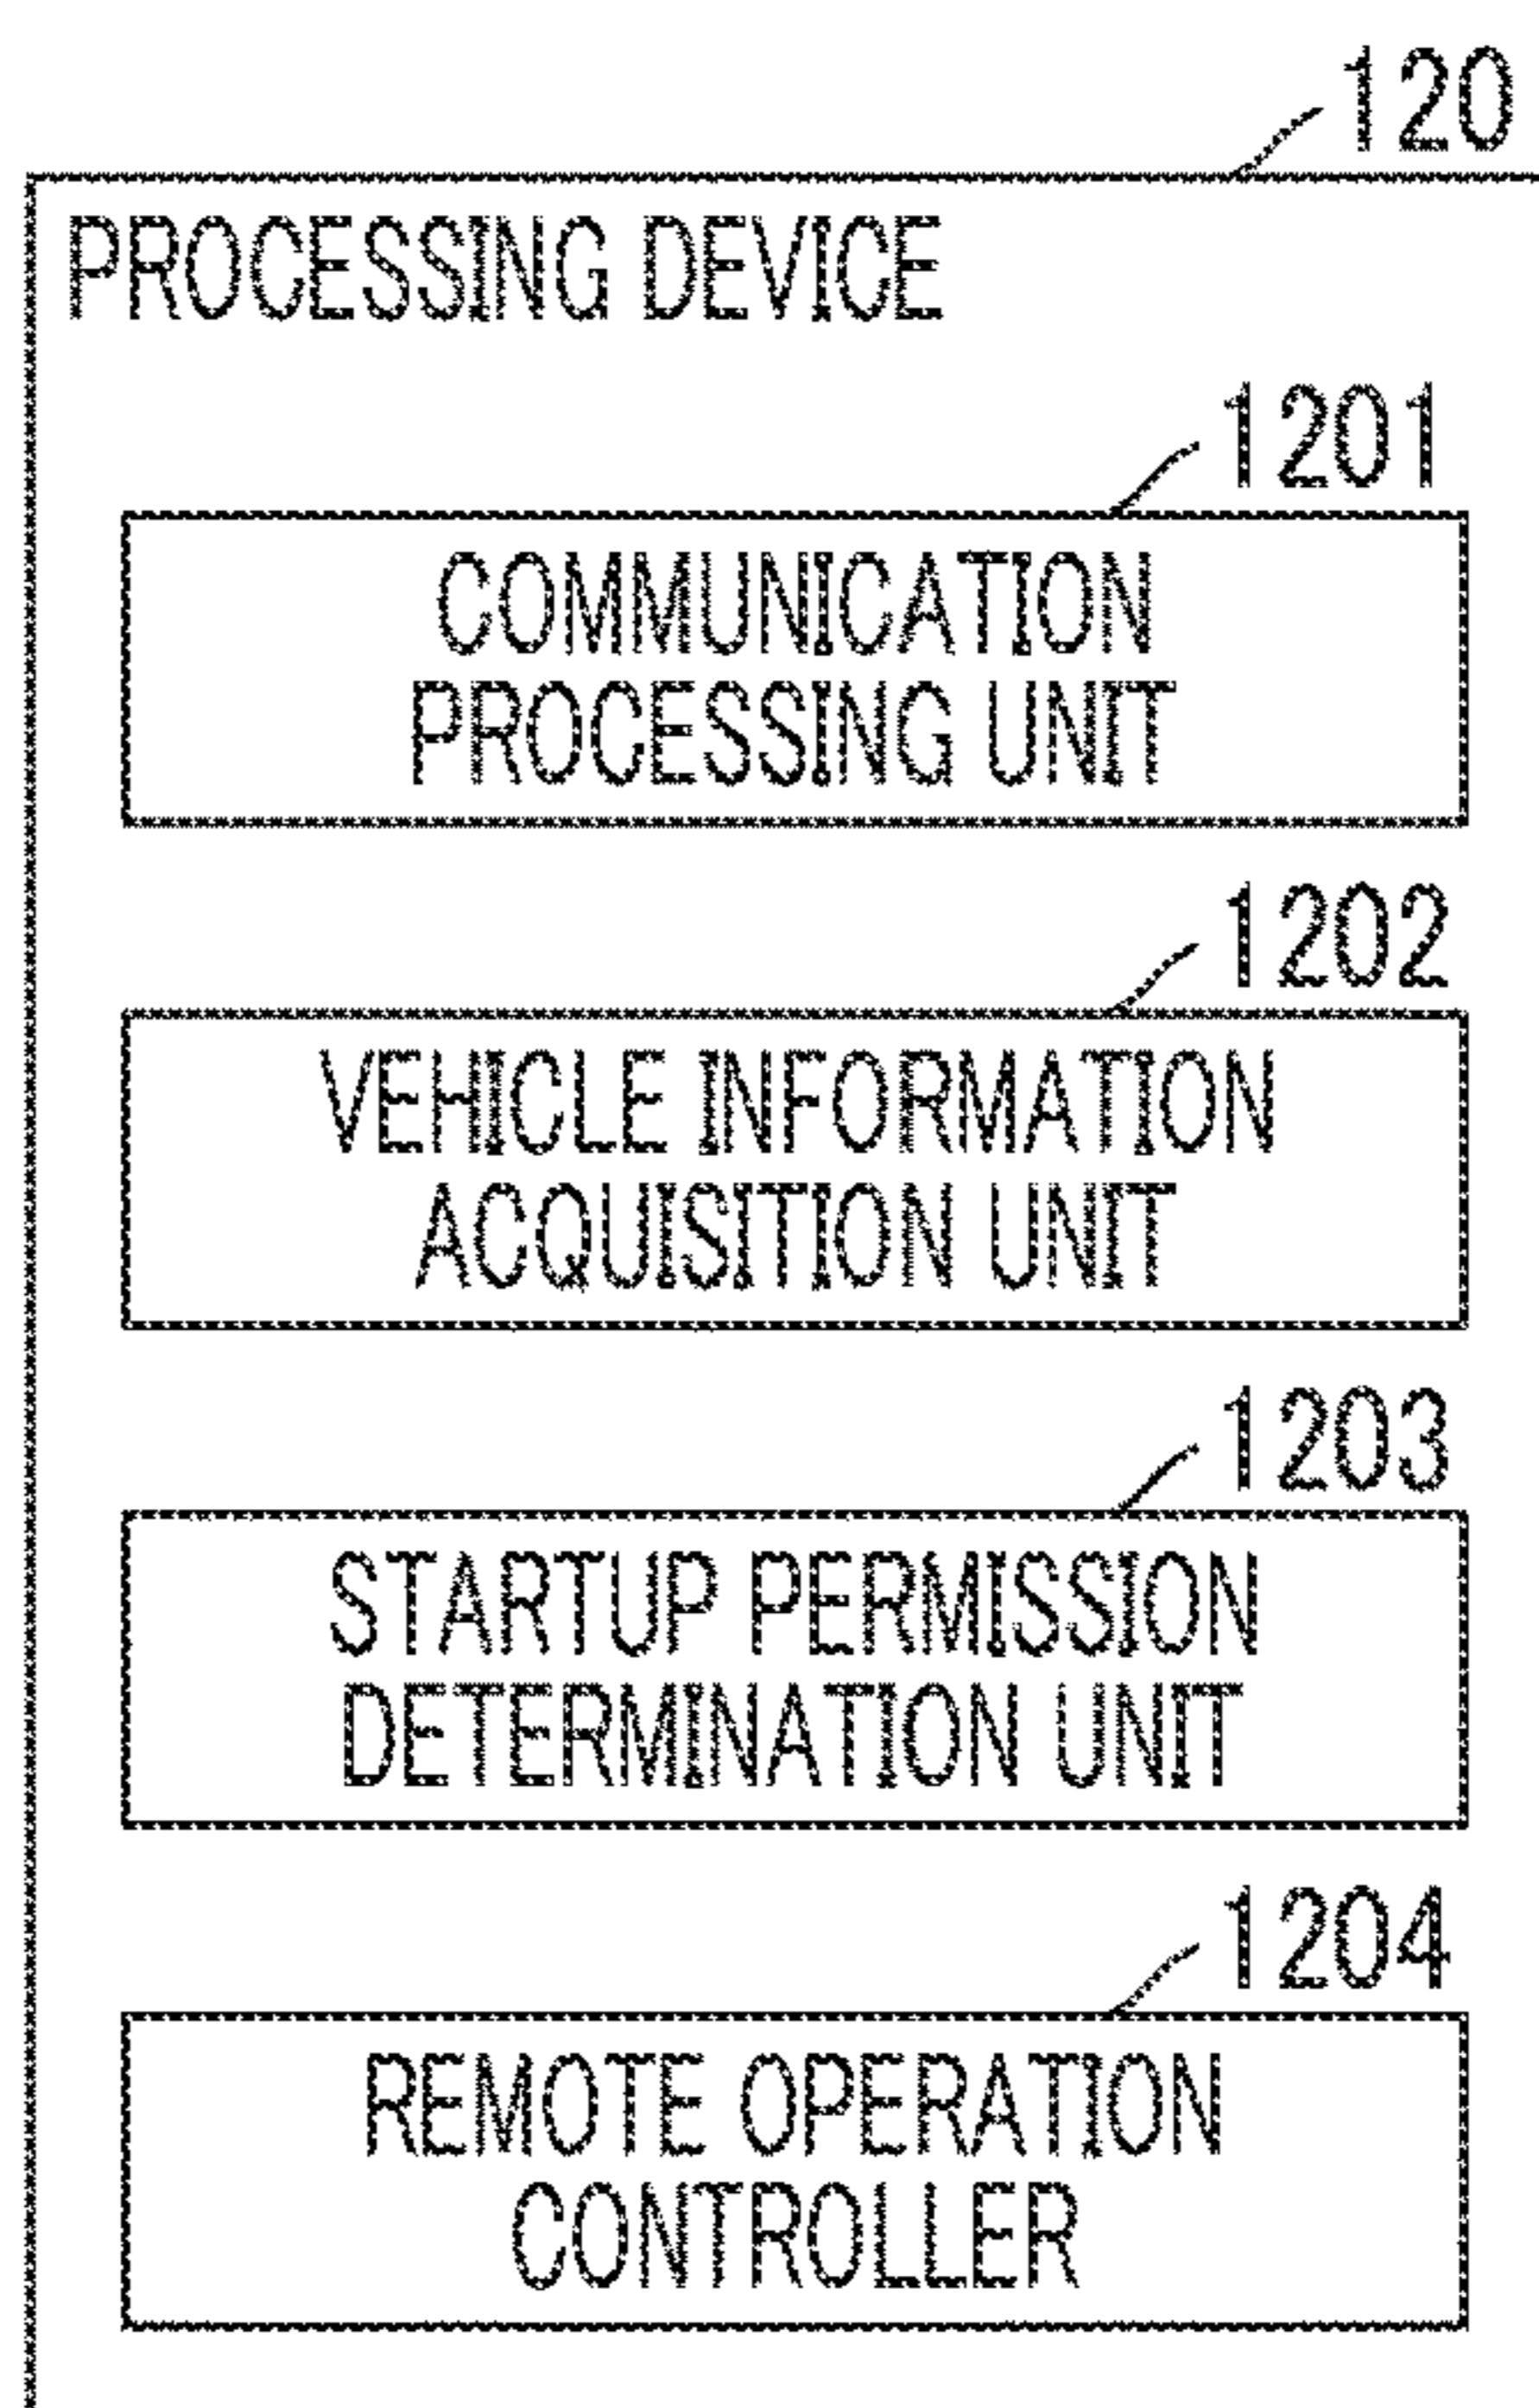 120
PROCESSING DEVICE
1201
COMMUNICATION
PROCESSING UNIT
1202
VEHICLE INFORMATION
ACQUISITION UNIT
1203
STARTUP PERMISSION
DETERMINATION UNIT
1204
REMOTE OPERATION
CONTROLLER